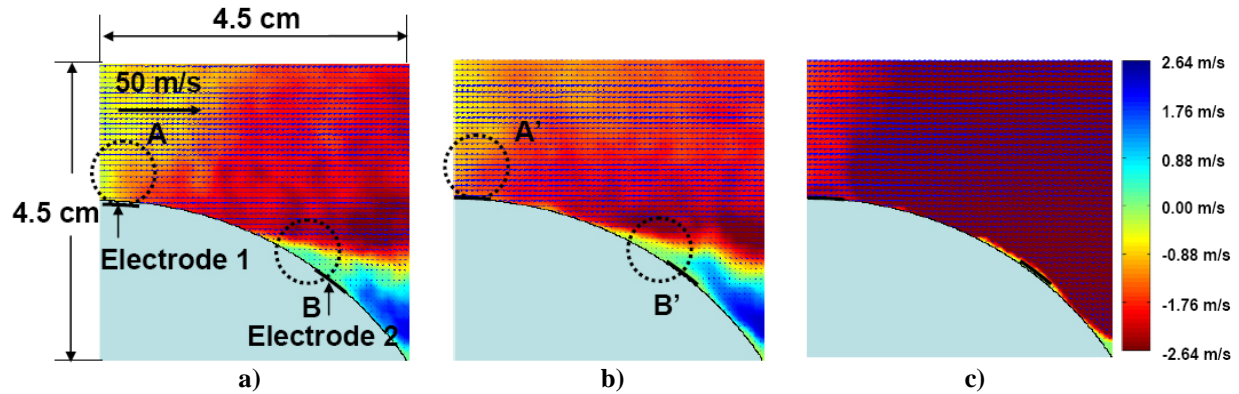 4.5 cm
50 m/s
A
4.5 cm
Electrode 1
B
Electrode 2
a)
A'
B'
b)
c)
2.64 m/s
1.76 m/s
0.88 m/s
0.00 m/s
-0.88 m/s
-1.76 m/s
-2.64 m/s